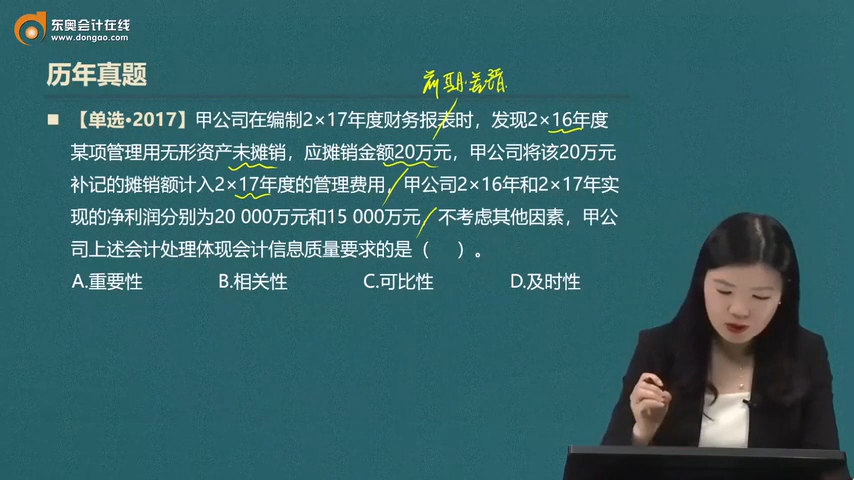 东奥会计在线
www.dongao.com
历年真题
前期差错
【单选•2017】甲公司在编制2×17年度财务报表时，发现2×16年度
某项管理用无形资产未摊销，应摊销金额20万元，甲公司将该20万元
补记的摊销额计入2×17年度的管理费用，甲公司2×16年和2×17年实
现的净利润分别为20 000万元和15 000万元，不考虑其他因素，甲公
司上述会计处理体现会计信息质量要求的是（ ）。
A.重要性 B.相关性 C.可比性 D.及时性